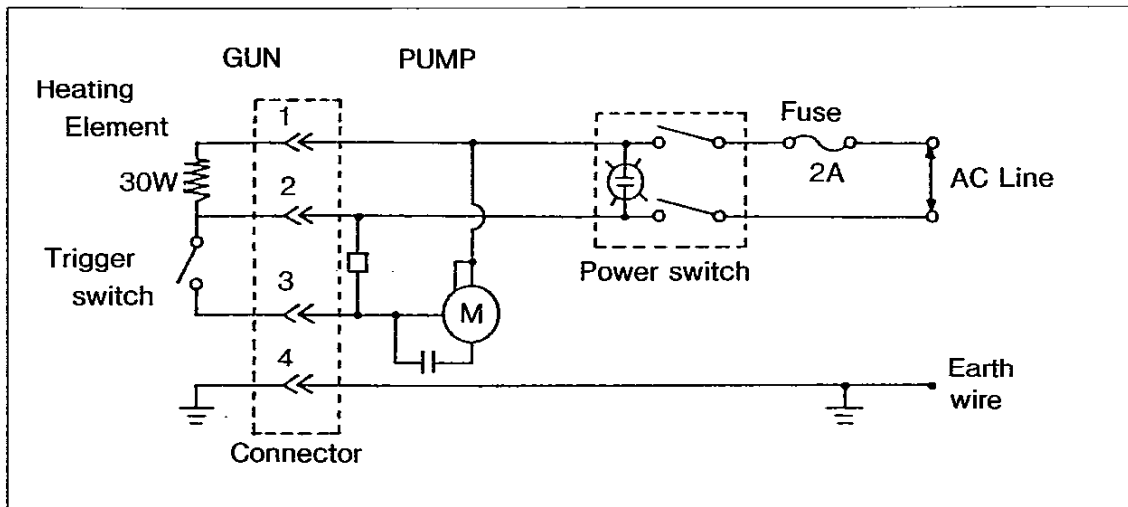 GUN
PUMP
Heating
Element
1
Fuse
30W
2
2A
AC Line
Trigger
switch
3
Power switch
M
4
Earth
wire
Connector